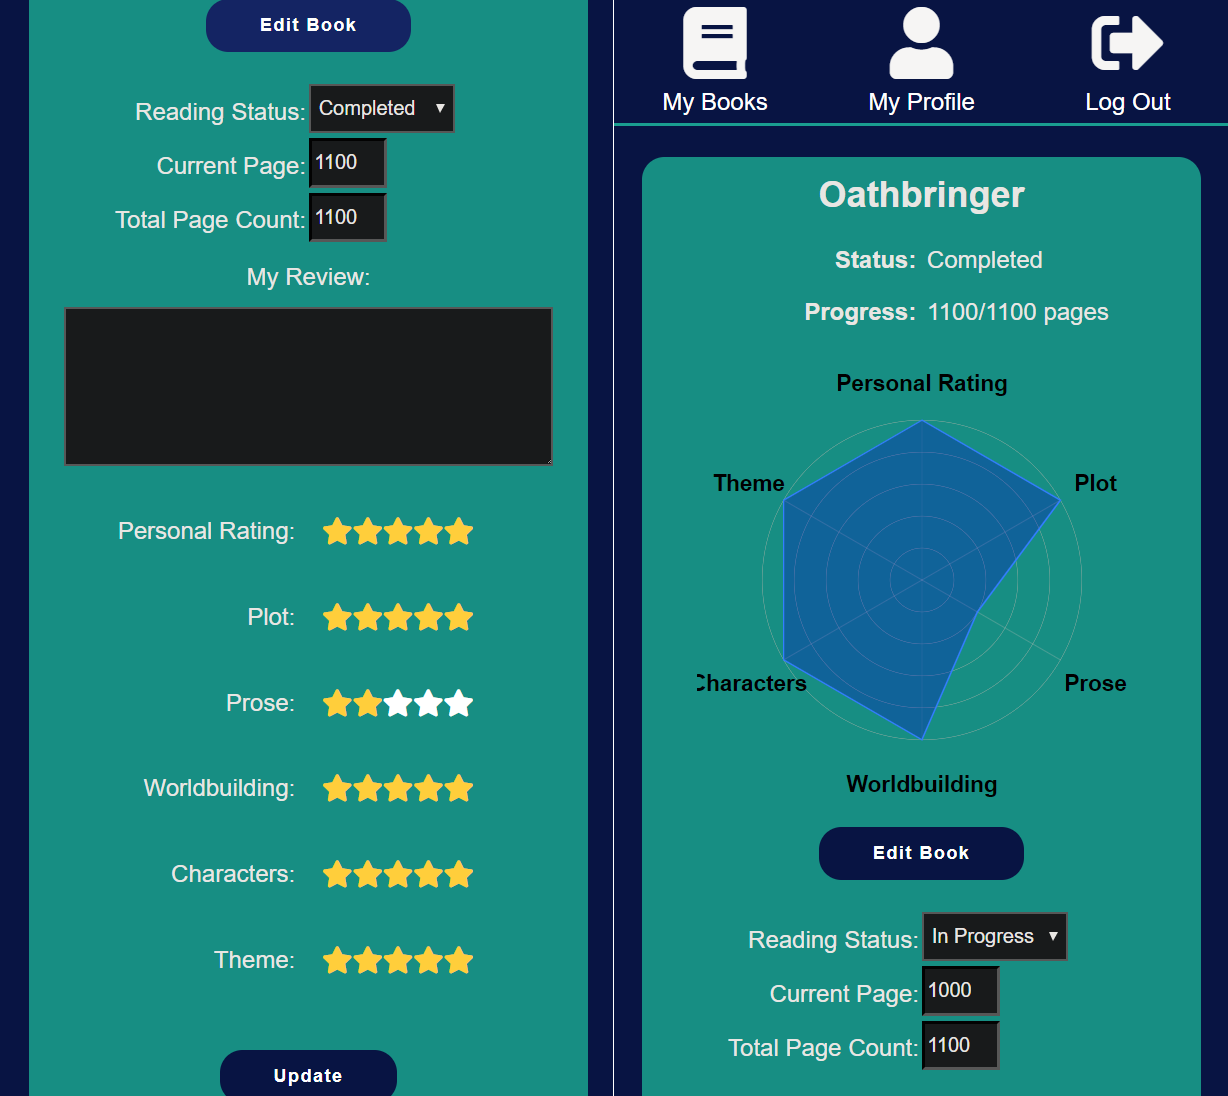 Edit Book
Reading Status: Completed
Current Page: 1100
Total Page Count: 1100
My Review:
Personal Rating:
Plot:
Prose:
Worldbuilding:
Characters:
Theme:
Update
My Books My Profile Log Out
Oathbringer
Status: Completed
Progress: 1100/1100 pages
Personal Rating
Theme Plot
Characters Prose
Worldbuilding
Edit Book
Reading Status: In Progress
Current Page: 1000
Total Page Count: 1100